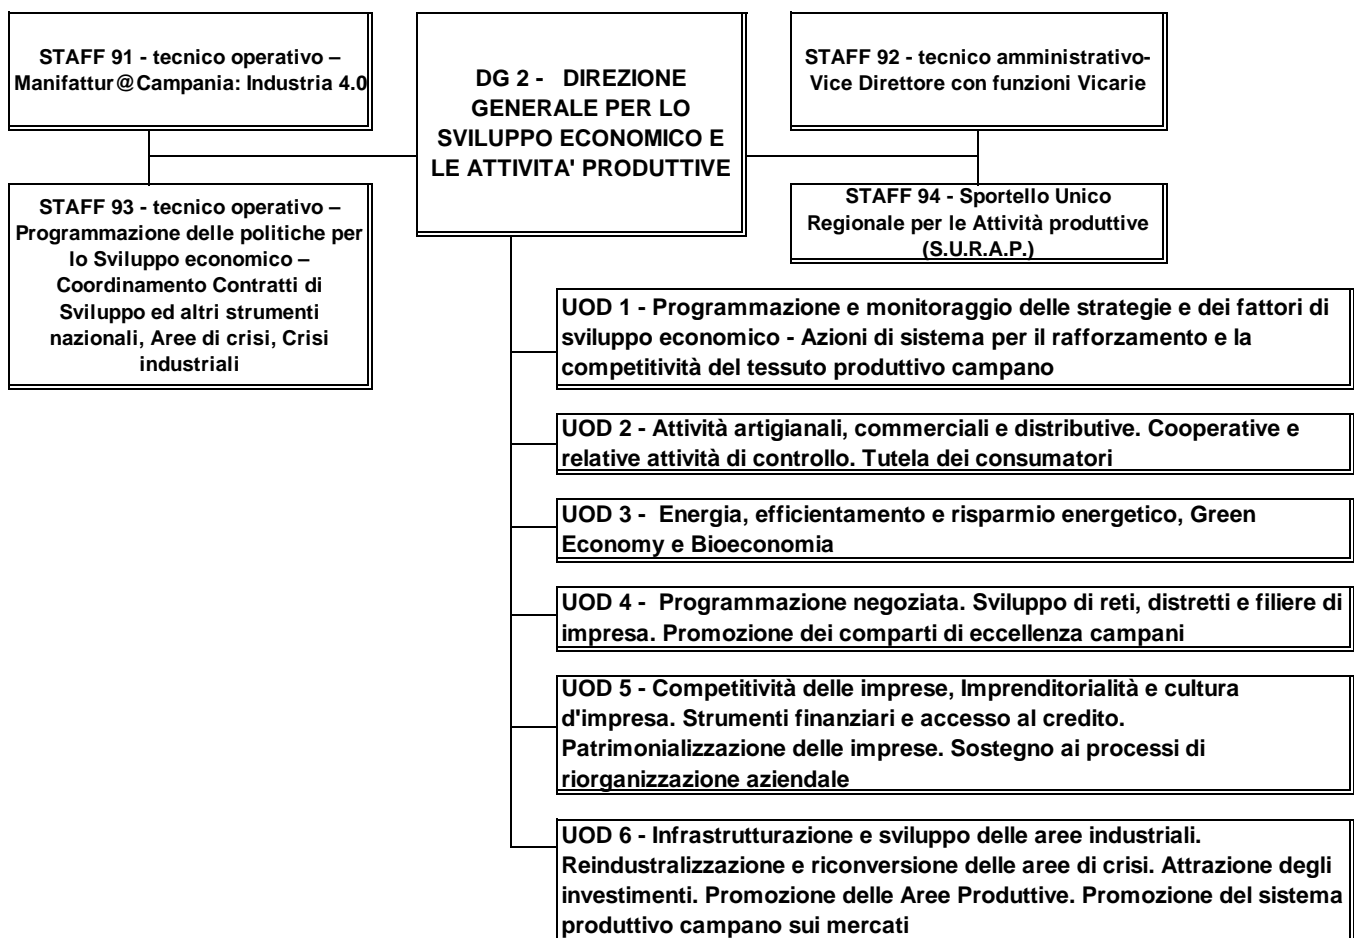 STAFF 91 - tecnico operativo –
Manifattur@Campania: Industria 4.0
DG 2 -   DIREZIONE
GENERALE PER LO
SVILUPPO ECONOMICO E
LE ATTIVITA' PRODUTTIVE
STAFF 92 - tecnico amministrativo-
Vice Direttore con funzioni Vicarie
STAFF 93 - tecnico operativo –
Programmazione delle politiche per
lo Sviluppo economico –
Coordinamento Contratti di
Sviluppo ed altri strumenti
nazionali, Aree di crisi, Crisi
industriali
STAFF 94 - Sportello Unico
Regionale per le Attività produttive
(S.U.R.A.P.)
UOD 1 - Programmazione e monitoraggio delle strategie e dei fattori di
sviluppo economico - Azioni di sistema per il rafforzamento e la
competitività del tessuto produttivo campano
UOD 2 - Attività artigianali, commerciali e distributive. Cooperative e
relative attività di controllo. Tutela dei consumatori
UOD 3 -  Energia, efficientamento e risparmio energetico, Green
Economy e Bioeconomia
UOD 4 -  Programmazione negoziata. Sviluppo di reti, distretti e filiere di
impresa. Promozione dei comparti di eccellenza campani
UOD 5 - Competitività delle imprese, Imprenditorialità e cultura
d'impresa. Strumenti finanziari e accesso al credito.
Patrimonializzazione delle imprese. Sostegno ai processi di
riorganizzazione aziendale
UOD 6 - Infrastrutturazione e sviluppo delle aree industriali.
Reindustralizzazione e riconversione delle aree di crisi. Attrazione degli
investimenti. Promozione delle Aree Produttive. Promozione del sistema
produttivo campano sui mercati